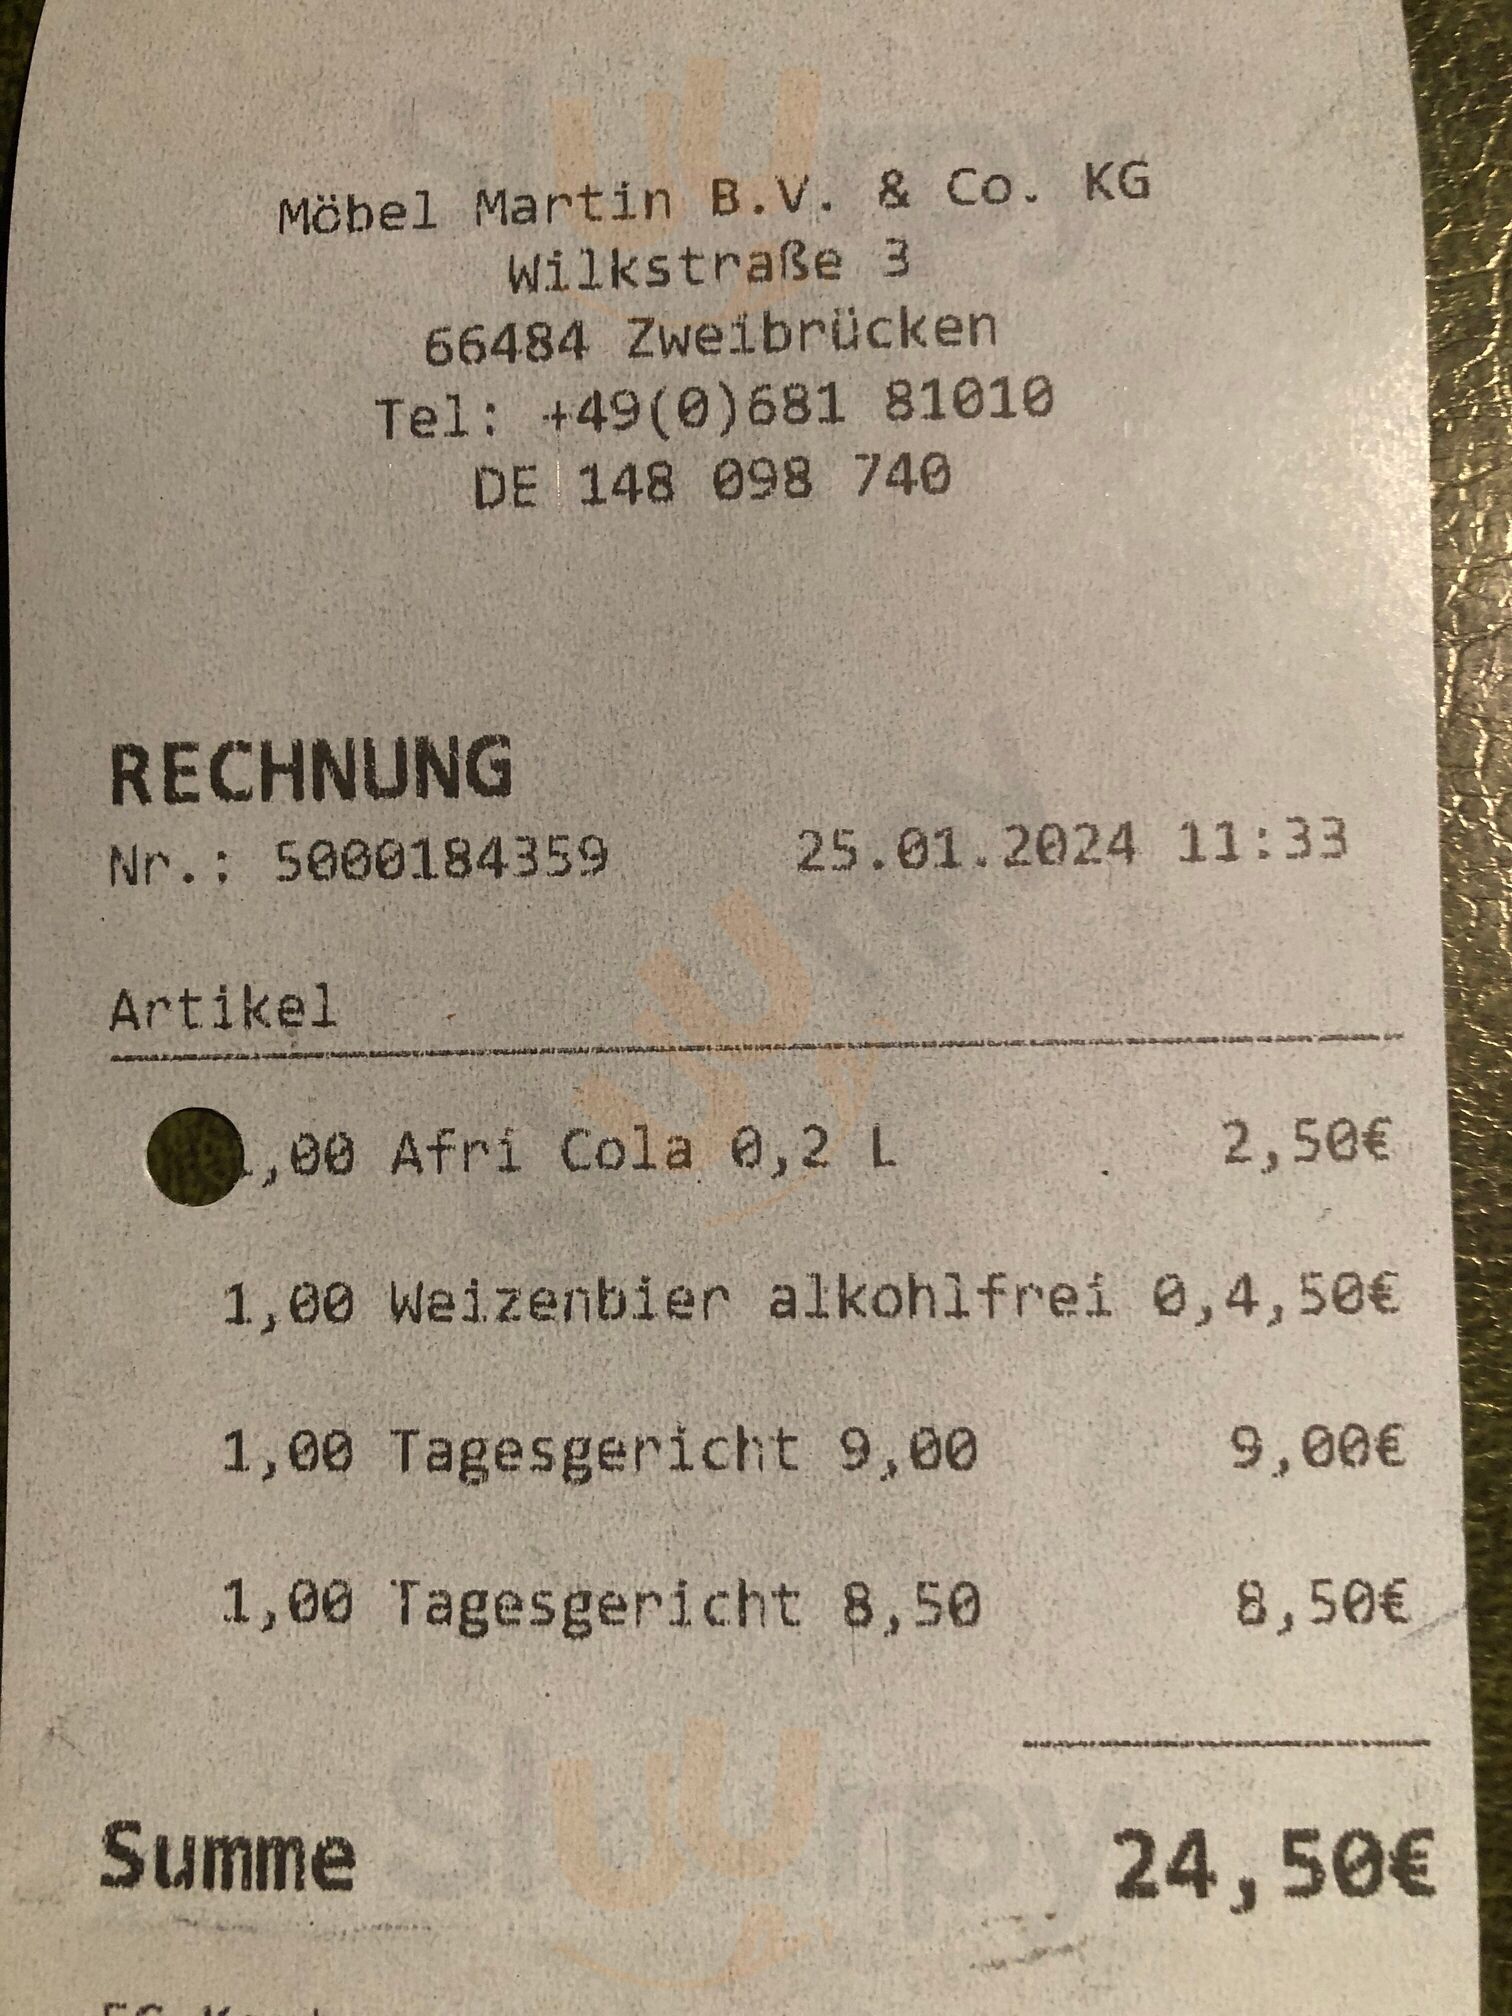 Möbel Martin B.V. & Co. KG
Wilkstraße 3
66484 Zweibrücken
Tel: +49(0)681 81010
DE 148 098 740
RECHNUNG
Nr.: 5000184359 25.01.2024 11:33
Artikel
1,00 Afri Cola 0,2 L 2,50€
1,00 Weizenbier alkohlfrei 0,4,50€
1,00 Tagesgericht 9,00 9,00€
1,00 Tagesgericht 8,50 8,50€
Summe 24,50€